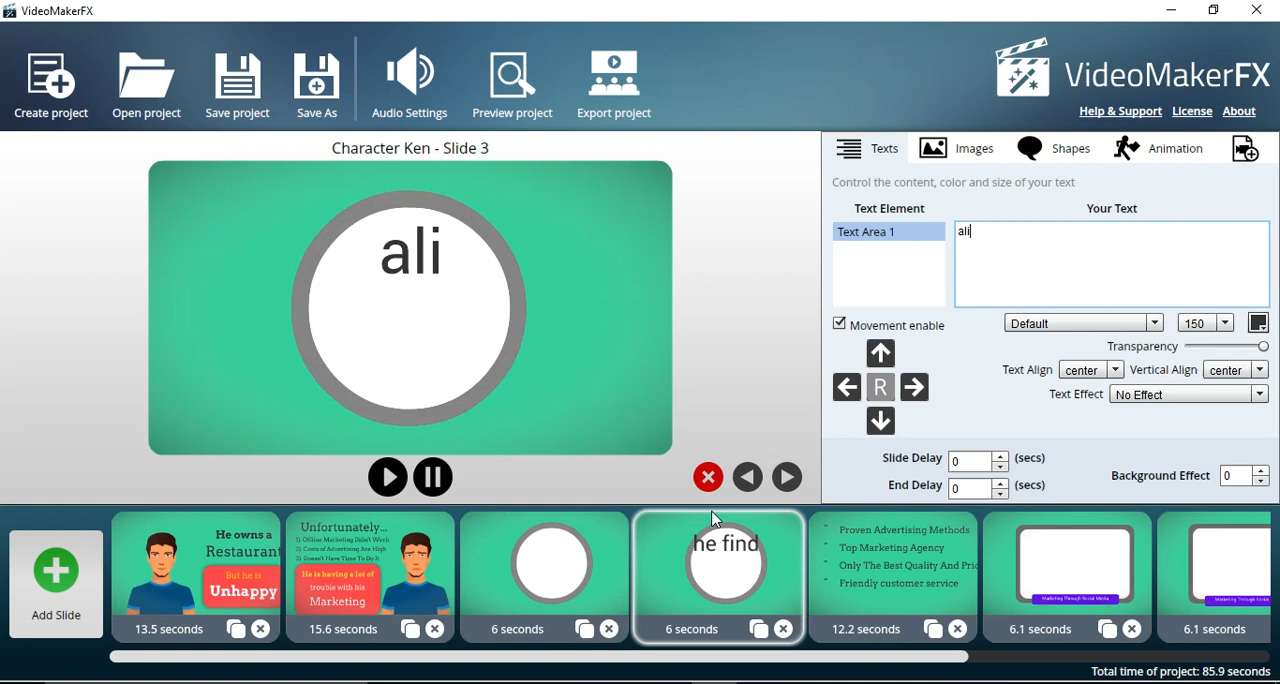 VideoMakerFX
Create project
Open project
Save project
Save As
Audio Settings
Preview project
Export project
VideoMakerFX
Help & Support License About
Character Ken - Slide 3
ali
Texts
Images
Shapes
Animation
Control the content, color and size of your text
Text Element
Your Text
Text Area 1
ali
Movement enable
Default
150
Transparency
R
Text Align center Vertical Align center
Text Effect No Effect
Slide Delay 0 (secs)
End Delay 0 (secs)
Background Effect 0
Add Slide
He owns a
Restaurant
But he is
Unhappy
13.5 seconds
Unfortunately...
1) Offline Marketing Didn't Work
2) Costs of Advertising Are High
3) Doesn't Have Time To Do It
He is having a lot of
trouble with his
Marketing
15.6 seconds
6 seconds
he find
6 seconds
- Proven Advertising Methods
- Top Marketing Agency
- Only The Best Quality And Pric
- Friendly customer service
12.2 seconds
Marketing Through Social Media
6.1 seconds
Marketing Through Social Media
6.1 seconds
Total time of project: 85.9 seconds